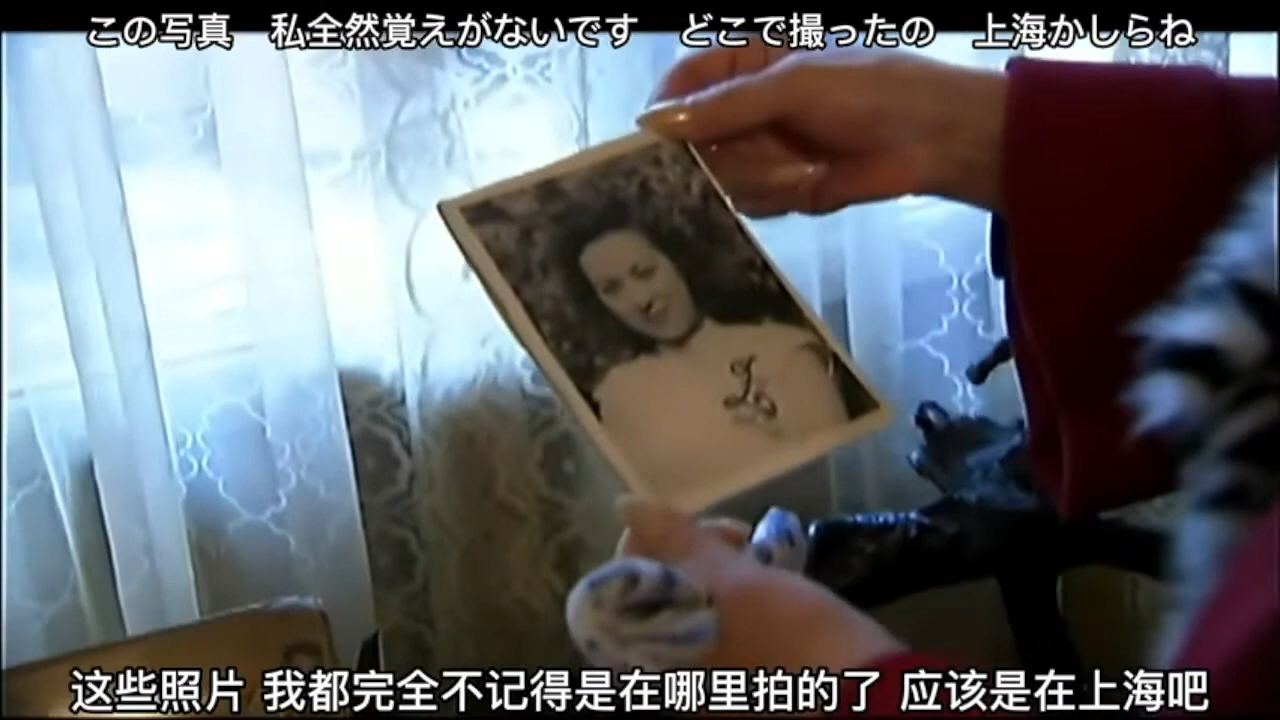 この写真　私全然覚えがないです　どこで撮ったの　上海かしらね
这些照片 我都完全不记得是在哪里拍的了 应该是在上海吧